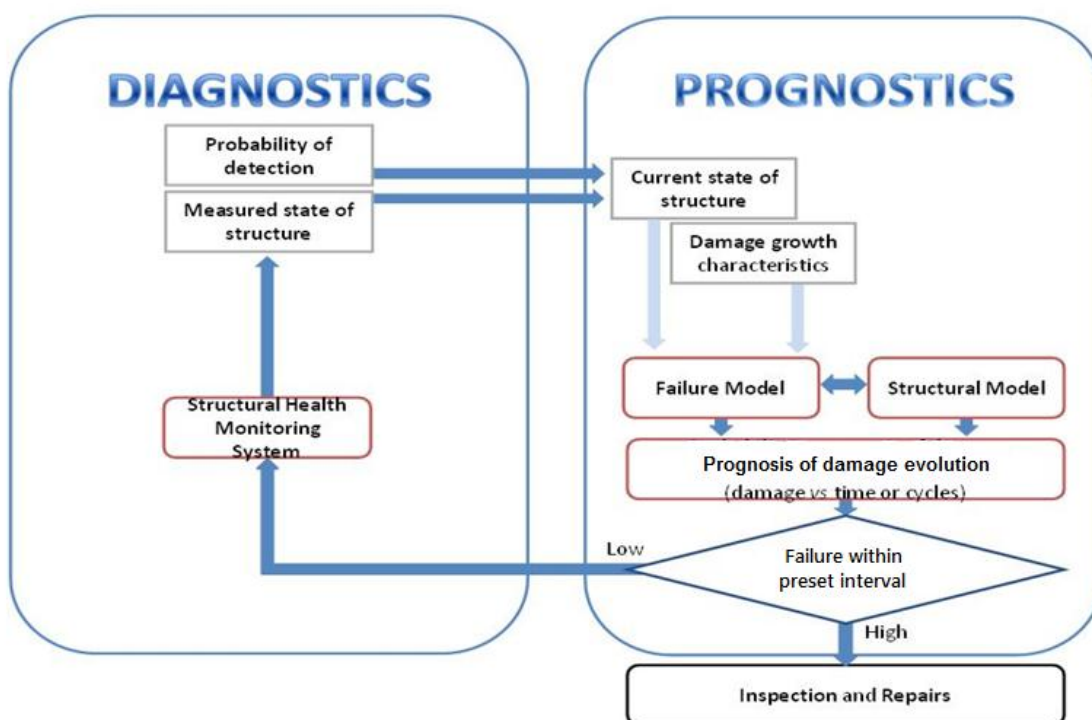 DIAGNOSTICS
Probability of
detection
Measured state of
structure
Structural Health
Monitoring
System
PROGNOSTICS
Current state of
structure
Damage growth
characteristics
Failure Model
Structural Model
Prognosis of damage evolution
(damage vs time or cycles)
Low
Failure within
preset interval
High
Inspection and Repairs